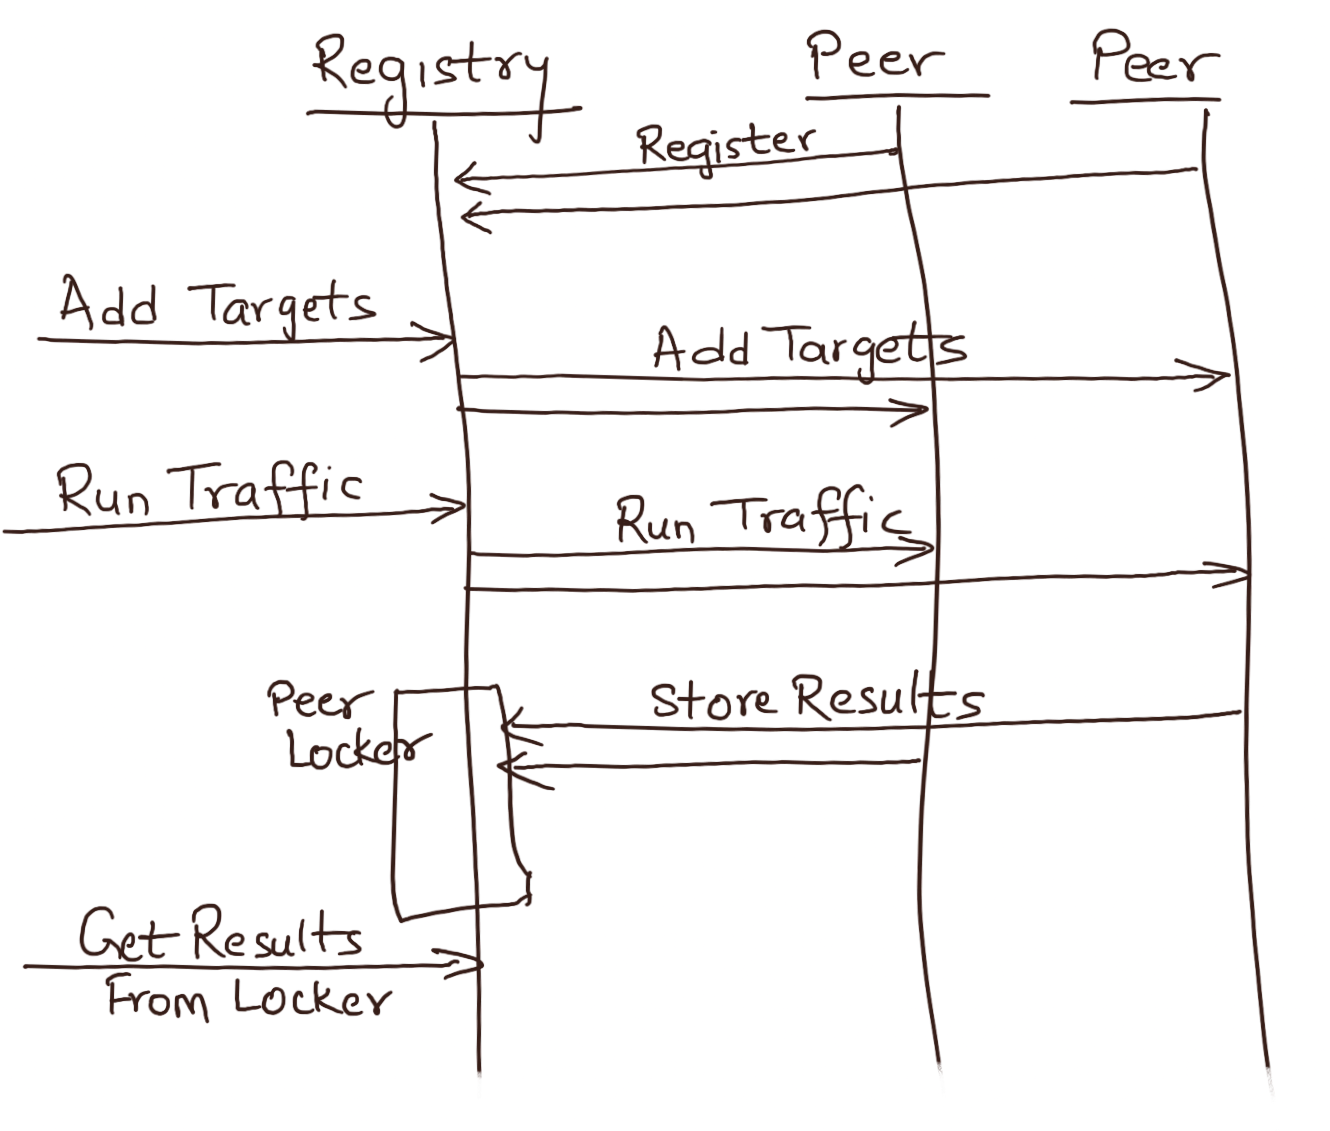 Registry
Peer
Peer
Register
Add Targets
Add Targets
Run Traffic
Run Traffic
Peer
Locker
Store Results
Get Results
From Locker